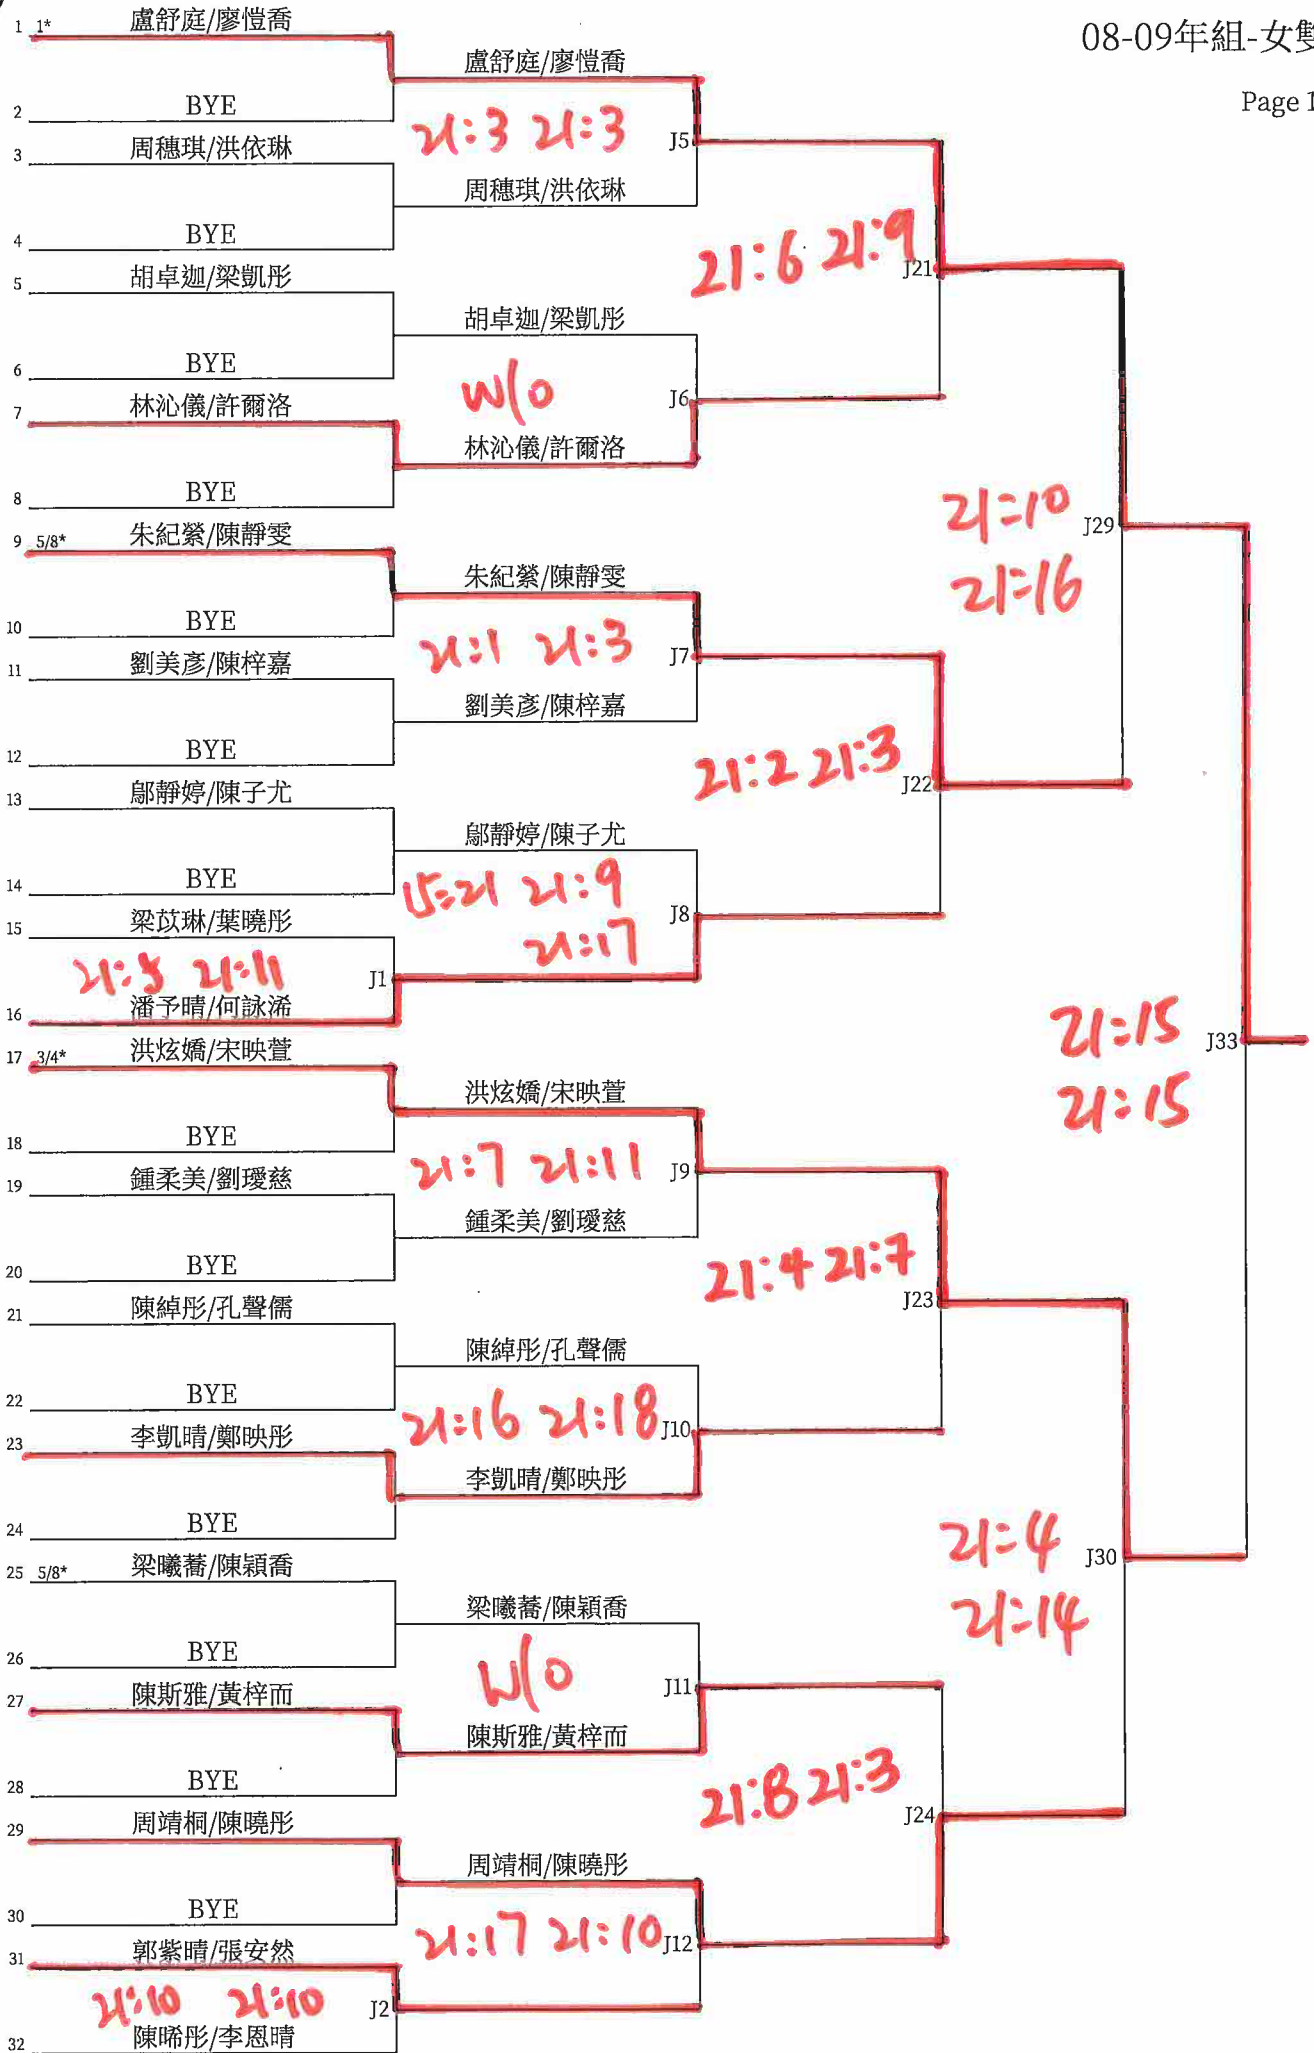 08-09年組-女雙
Page 1
1 1* 盧舒庭/廖愷喬
盧舒庭/廖愷喬
2 BYE
21:3 21:3 J5
3 周穗琪/洪依琳
周穗琪/洪依琳
4 BYE
21:6 21:9 J21
5 胡卓迦/梁凱彤
胡卓迦/梁凱彤
6 BYE
W/O J6
7 林沁儀/許爾洛
林沁儀/許爾洛
8 BYE
21:10 J29
21:16
9 5/8* 朱紀縈/陳靜雯
朱紀縈/陳靜雯
10 BYE
21:1 21:3 J7
11 劉美彥/陳梓嘉
劉美彥/陳梓嘉
12 BYE
21:2 21:3 J22
13 鄔靜婷/陳子尤
鄔靜婷/陳子尤
14 BYE
15:21 21:9 J8
21:17
15 梁苡琳/葉曉彤
21:11 J1
16 潘予晴/何詠浠
21:15 J33
21:15
17 3/4* 洪炫嬌/宋映萱
洪炫嬌/宋映萱
18 BYE
21:7 21:11 J9
19 鍾柔美/劉璦慈
鍾柔美/劉璦慈
20 BYE
21:4 21:7 J23
21 陳綽彤/孔聲儒
陳綽彤/孔聲儒
22 BYE
21:16 21:18 J10
23 李凱晴/鄭映彤
李凱晴/鄭映彤
24 BYE
21:4 J30
21:14
25 5/8* 梁曦蕎/陳穎喬
梁曦蕎/陳穎喬
26 BYE
W/O J11
27 陳斯雅/黃梓而
陳斯雅/黃梓而
28 BYE
21:8 21:3 J24
29 周靖桐/陳曉彤
周靖桐/陳曉彤
30 BYE
21:17 21:10 J12
31 郭紫晴/張安然
21:10 21:10 J2
32 陳晞彤/李恩晴